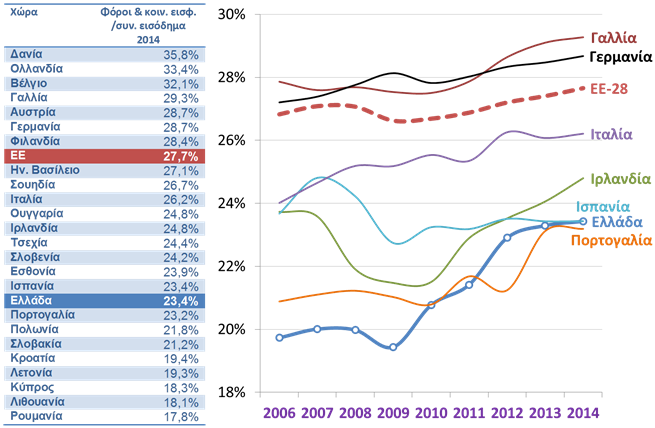 Χώρα Φόροι & κοιν. εισφ.
/συν. εισόδημα
2014
Δανία 35,8%
Ολλανδία 33,4%
Βέλγιο 32,1%
Γαλλία 29,3%
Αυστρία 28,7%
Γερμανία 28,7%
Φιλανδία 28,4%
ΕΕ 27,7%
Ην. Βασίλειο 27,1%
Σουηδία 26,7%
Ιταλία 26,2%
Ουγγαρία 24,8%
Ιρλανδία 24,8%
Τσεχία 24,4%
Σλοβενία 24,2%
Εσθονία 23,9%
Ισπανία 23,4%
Ελλάδα 23,4%
Πορτογαλία 23,2%
Πολωνία 21,8%
Σλοβακία 21,2%
Κροατία 19,4%
Λετονία 19,3%
Κύπρος 18,3%
Λιθουανία 18,1%
Ρουμανία 17,8%
30%
28%
26%
24%
22%
20%
18%
Γαλλία
Γερμανία
ΕΕ-28
Ιταλία
Ιρλανδία
Ισπανία
Ελλάδα
Πορτογαλία
2006 2007 2008 2009 2010 2011 2012 2013 2014